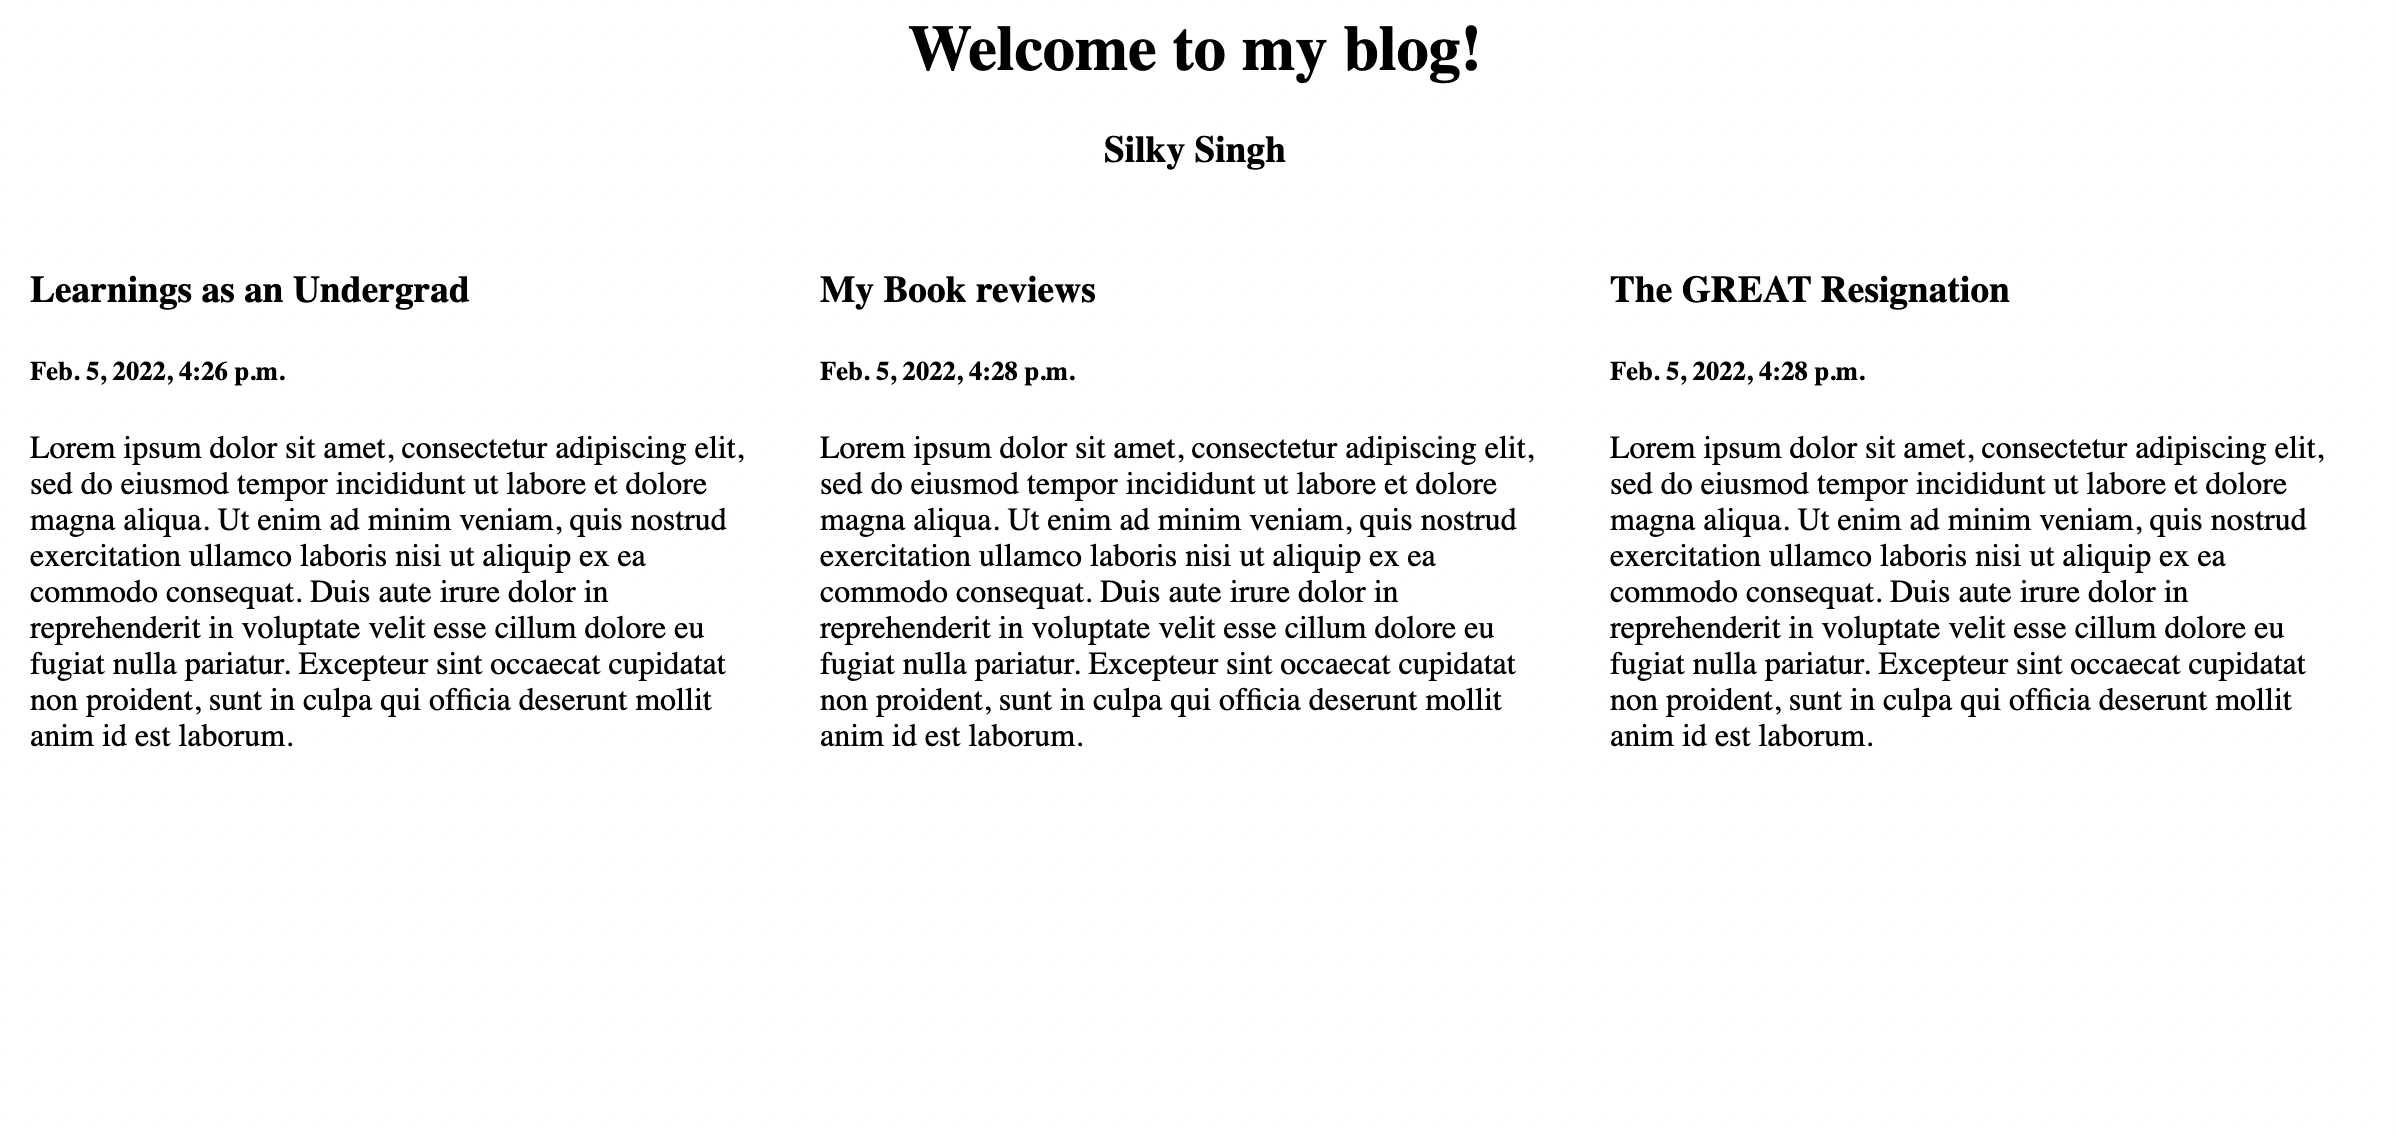 Welcome to my blog!
Silky Singh
Learnings as an Undergrad
Feb. 5, 2022, 4:26 p.m.
Lorem ipsum dolor sit amet, consectetur adipiscing elit,
sed do eiusmod tempor incididunt ut labore et dolore
magna aliqua. Ut enim ad minim veniam, quis nostrud
exercitation ullamco laboris nisi ut aliquip ex ea
commodo consequat. Duis aute irure dolor in
reprehenderit in voluptate velit esse cillum dolore eu
fugiat nulla pariatur. Excepteur sint occaecat cupidatat
non proident, sunt in culpa qui officia deserunt mollit
anim id est laborum.
My Book reviews
Feb. 5, 2022, 4:28 p.m.
Lorem ipsum dolor sit amet, consectetur adipiscing elit,
sed do eiusmod tempor incididunt ut labore et dolore
magna aliqua. Ut enim ad minim veniam, quis nostrud
exercitation ullamco laboris nisi ut aliquip ex ea
commodo consequat. Duis aute irure dolor in
reprehenderit in voluptate velit esse cillum dolore eu
fugiat nulla pariatur. Excepteur sint occaecat cupidatat
non proident, sunt in culpa qui officia deserunt mollit
anim id est laborum.
The GREAT Resignation
Feb. 5, 2022, 4:28 p.m.
Lorem ipsum dolor sit amet, consectetur adipiscing elit,
sed do eiusmod tempor incididunt ut labore et dolore
magna aliqua. Ut enim ad minim veniam, quis nostrud
exercitation ullamco laboris nisi ut aliquip ex ea
commodo consequat. Duis aute irure dolor in
reprehenderit in voluptate velit esse cillum dolore eu
fugiat nulla pariatur. Excepteur sint occaecat cupidatat
non proident, sunt in culpa qui officia deserunt mollit
anim id est laborum.